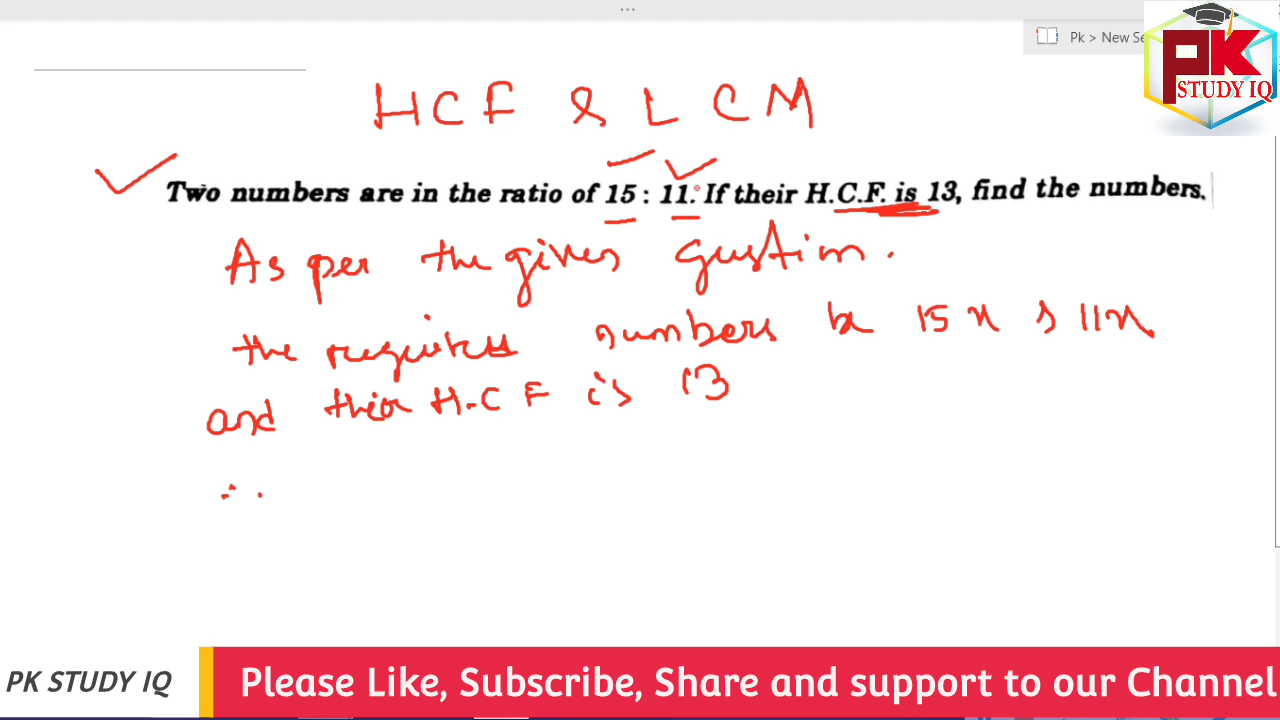 Pk > New Se
PK
STUDY IQ
HCF & LCM
Two numbers are in the ratio of 15 : 11. If their H.C.F. is 13, find the numbers.
As per the given question.
the required numbers be 15x & 11x
and their H.C F is 13
∴
PK STUDY IQ
Please Like, Subscribe, Share and support to our Channel